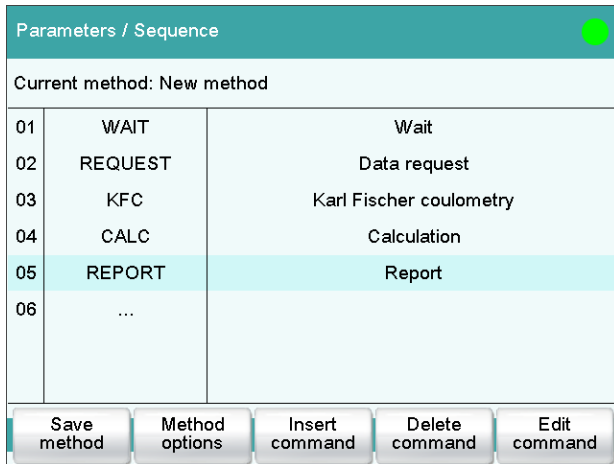 Parameters / Sequence
Current method: New method
01 WAIT Wait
02 REQUEST Data request
03 KFC Karl Fischer coulometry
04 CALC Calculation
05 REPORT Report
06 ...
Save method Method options Insert command Delete command Edit command